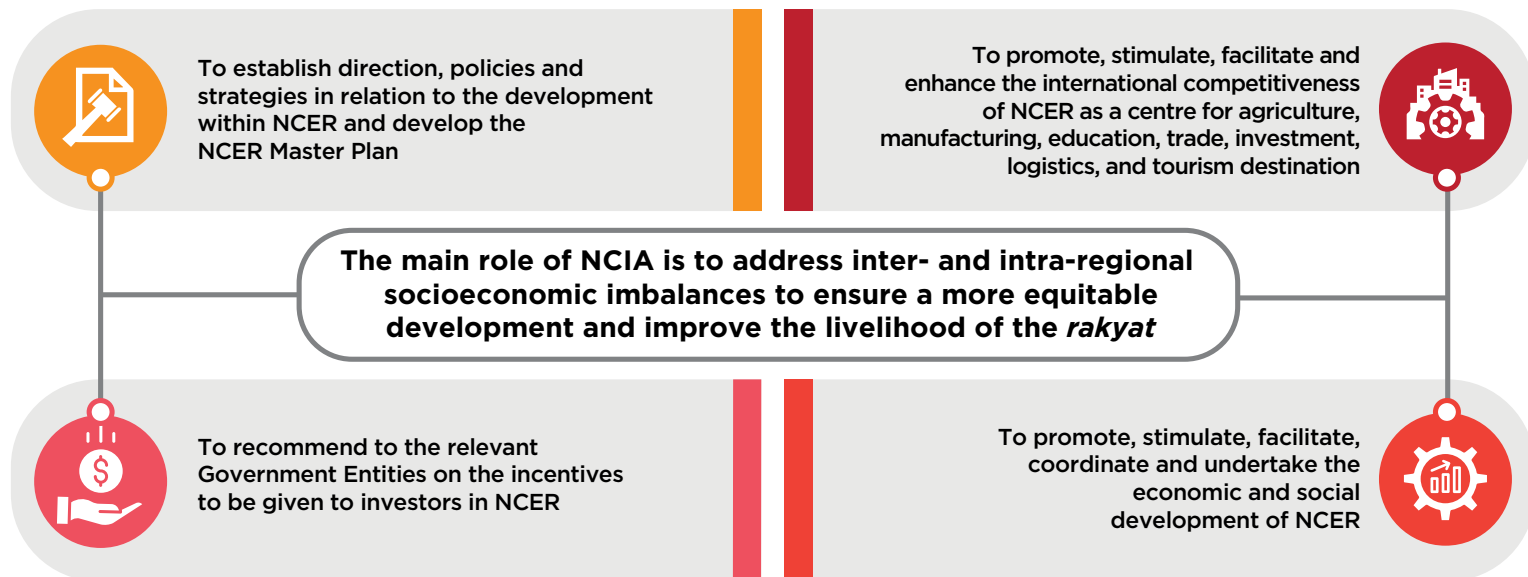 To establish direction, policies and
strategies in relation to the development
within NCER and develop the
NCER Master Plan
To promote, stimulate, facilitate and
enhance the international competitiveness
of NCER as a centre for agriculture,
manufacturing, education, trade, investment,
logistics, and tourism destination
The main role of NCIA is to address inter- and intra-regional
socioeconomic imbalances to ensure a more equitable
development and improve the livelihood of the rakyat
$
To recommend to the relevant
Government Entities on the incentives
to be given to investors in NCER
To promote, stimulate, facilitate,
coordinate and undertake the
economic and social
development of NCER